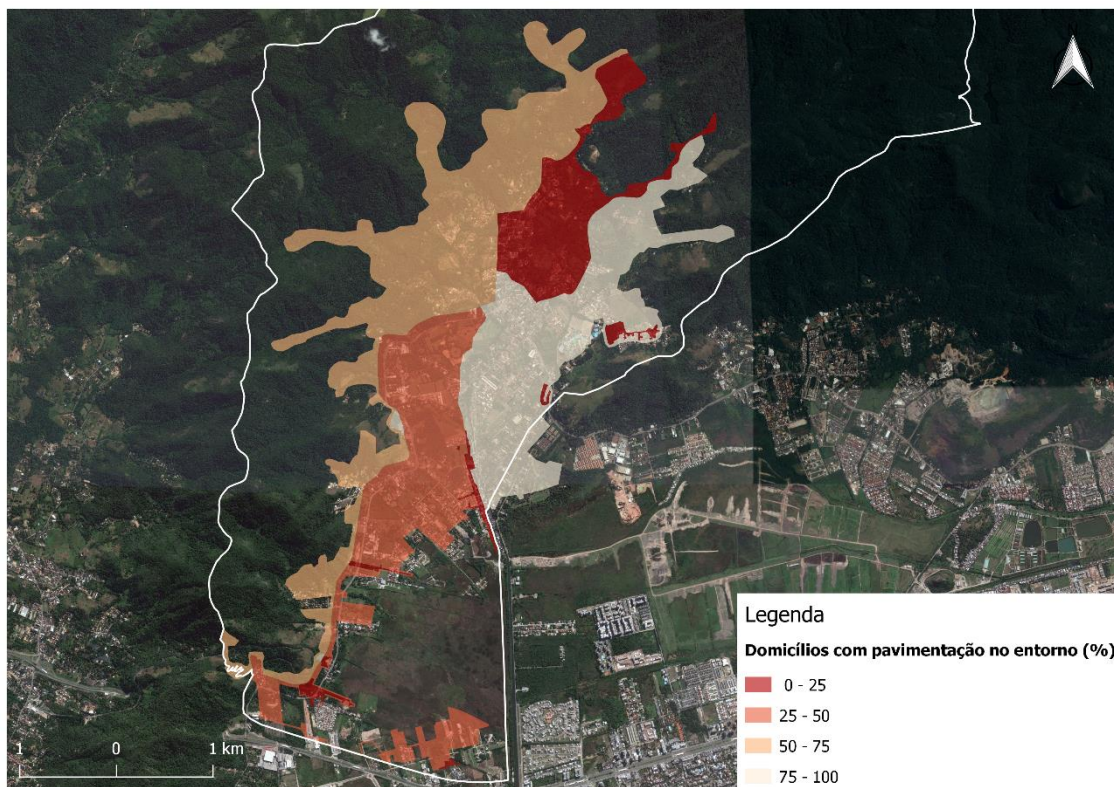 1 0 1 km
Legenda
Domicílios com pavimentação no entorno (%)
0 - 25
25 - 50
50 - 75
75 - 100